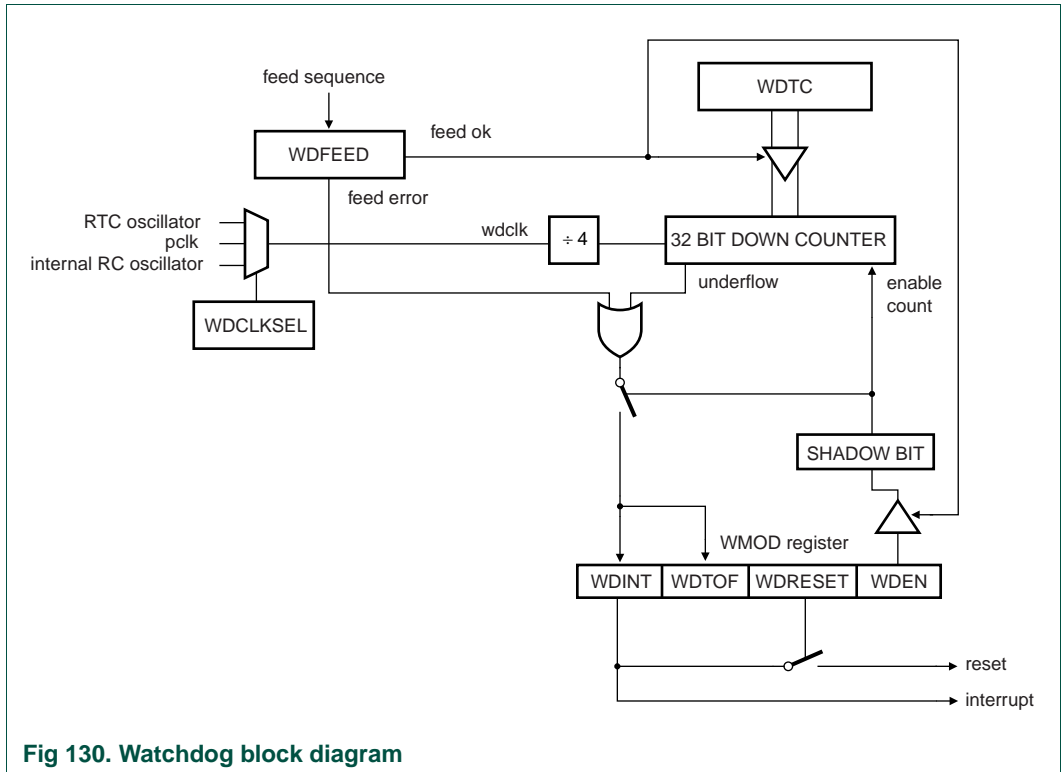 feed sequence
WDTC
feed ok
WDFEED
feed error
RTC oscillator
pclk
internal RC oscillator
wdclk
÷ 4
32 BIT DOWN COUNTER
underflow
enable
count
WDCLKSEL
SHADOW BIT
WMOD register
WDINT
WDTOF
WDRESET
WDEN
reset
interrupt
Fig 130. Watchdog block diagram